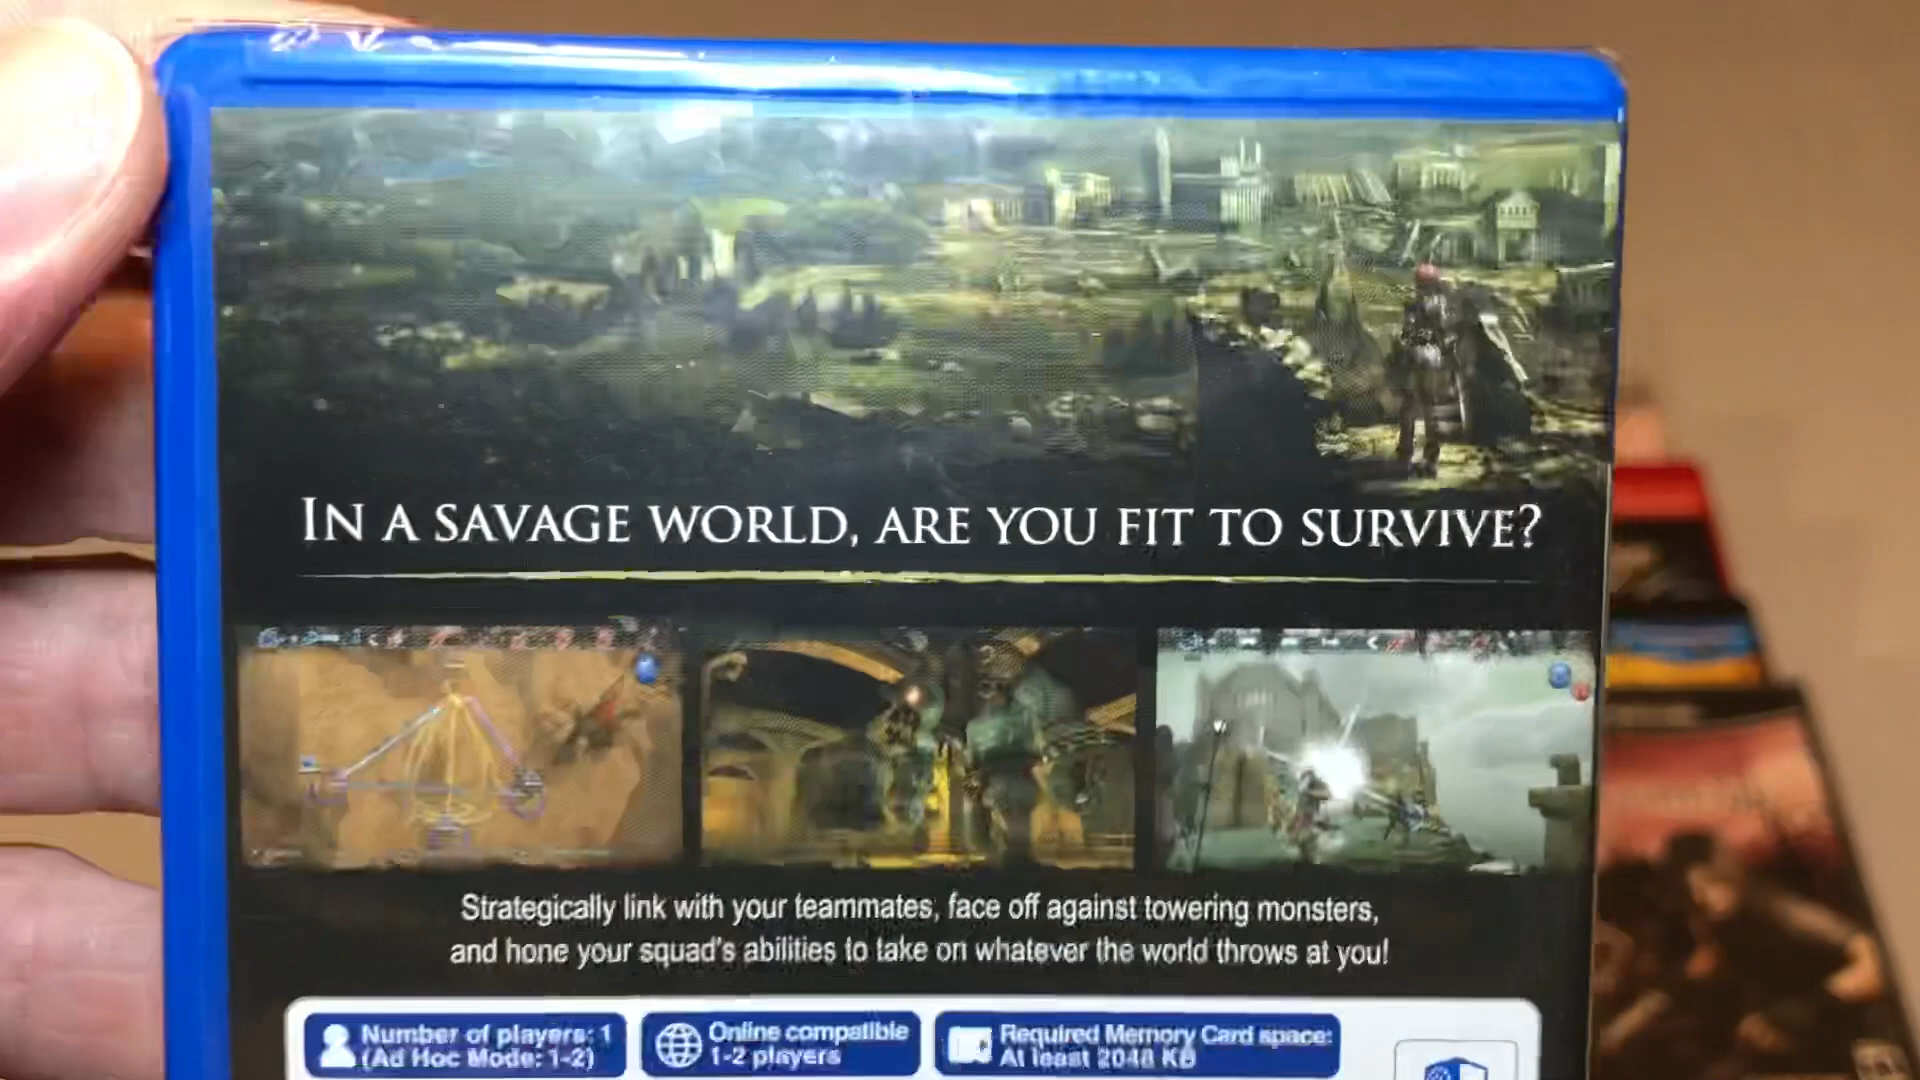 IN A SAVAGE WORLD, ARE YOU FIT TO SURVIVE?
Strategically link with your teammates, face off against towering monsters,
and hone your squad's abilities to take on whatever the world throws at you!
Number of players: 1
(Ad Hoc Mode: 1-2)
Online compatible
1-2 players
Required Memory Card space:
At least 2048 KB